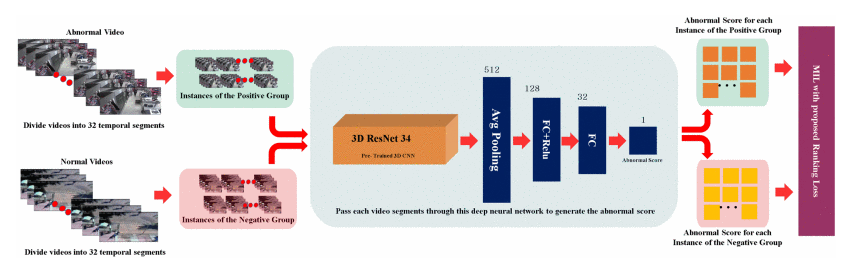 Abnormal Video
Divide videos into 32 temporal segments
Instances of the Positive Group
Normal Videos
Divide videos into 32 temporal segments
Instances of the Negative Group
3D ResNet 34
Pre- Trained 3D CNN
512
Avg Pooling
128
FC+Relu
32
FC
1
Abnormal Score
Pass each video segments through this deep neural network to generate the abnormal score
Abnormal Score for each
Instance of the Positive Group
Abnormal Score for each
Instance of the Negative Group
MIL with proposed Ranking Loss